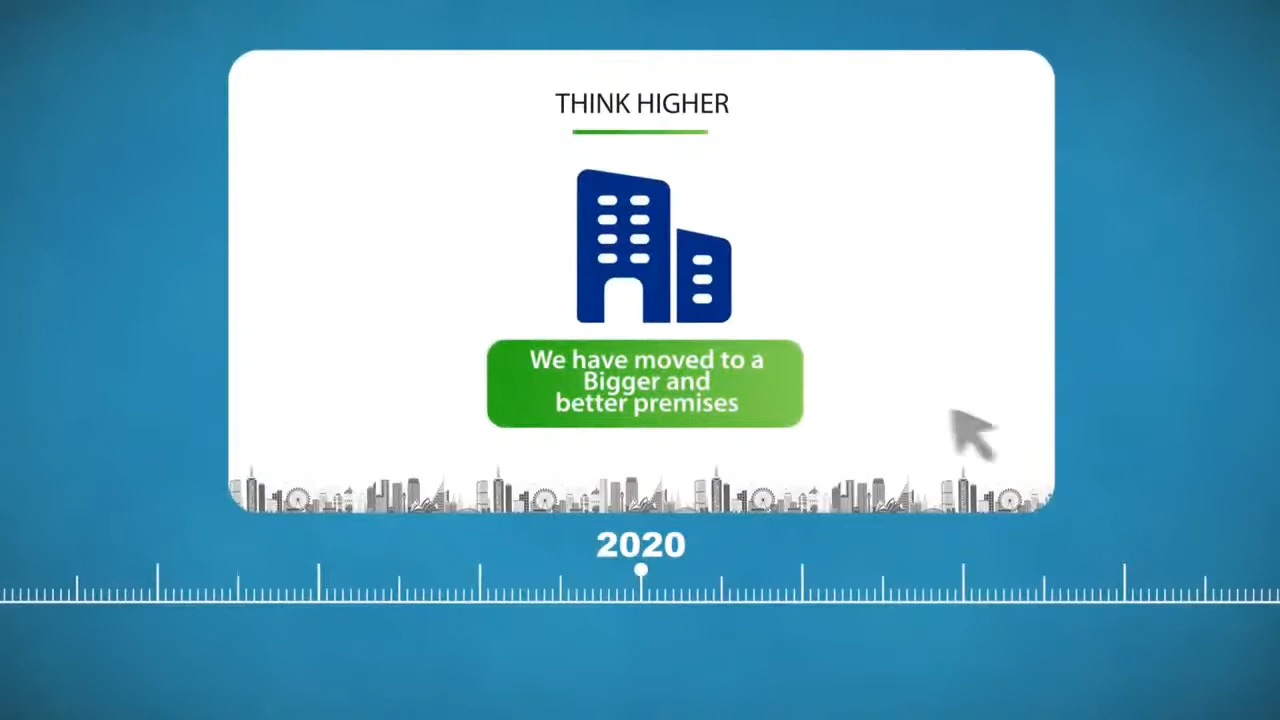 THINK HIGHER
We have moved to a
Bigger and
better premises
2020